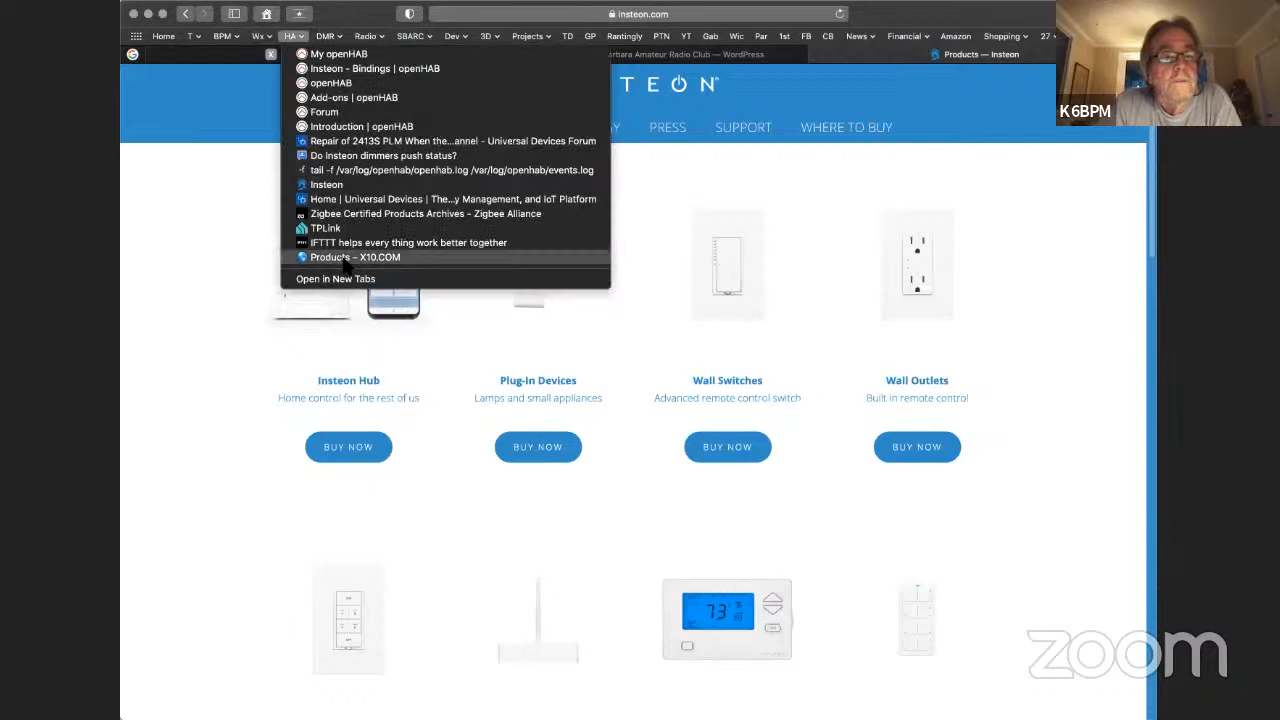 insteon.com
Home T BPM Wx HA DMR Radio SBARC Dev 3D Projects TD GP Rantingly PTN YT Gab Wic Par 1st FB CB News Financial Amazon Shopping 27
X
arbara Amateur Radio Club — WordPress
Products — Insteon
My openHAB
Insteon - Bindings | openHAB
openHAB
Add-ons | openHAB
Forum
Introduction | openHAB
Repair of 2413S PLM When the...annel - Universal Devices Forum
Do Insteon dimmers push status?
tail -f /var/log/openhab/openhab.log /var/log/openhab/events.log
Insteon
Home | Universal Devices | The...y Management, and IoT Platform
Zigbee Certified Products Archives - Zigbee Alliance
TPLink
IFTTT helps every thing work better together
Products – X10.COM
Open in New Tabs
TEON®
GY PRESS SUPPORT WHERE TO BUY
K6BPM
Insteon Hub
Home control for the rest of us
BUY NOW
Plug-In Devices
Lamps and small appliances
BUY NOW
Wall Switches
Advanced remote control switch
BUY NOW
Wall Outlets
Built in remote control
BUY NOW
73°
zoom